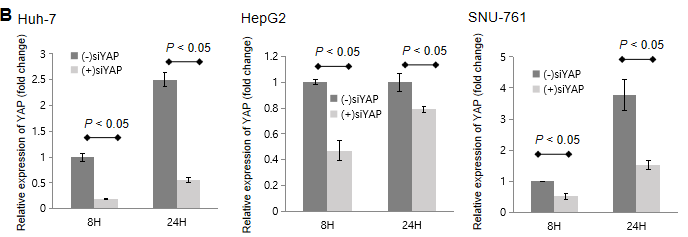 B Huh-7
Relative expression of YAP (fold change)
3
2.5
2
1.5
1
0.5
0
(-)siYAP
(+)siYAP
P < 0.05
P < 0.05
8H
24H
HepG2
Relative expression of YAP (fold change)
1.2
1
0.8
0.6
0.4
0.2
0
P < 0.05
P < 0.05
(-)siYAP
(+)siYAP
8H
24H
SNU-761
Relative expression of YAP (fold change)
5
4
3
2
1
0
P < 0.05
(-)siYAP
(+)siYAP
P < 0.05
8H
24H